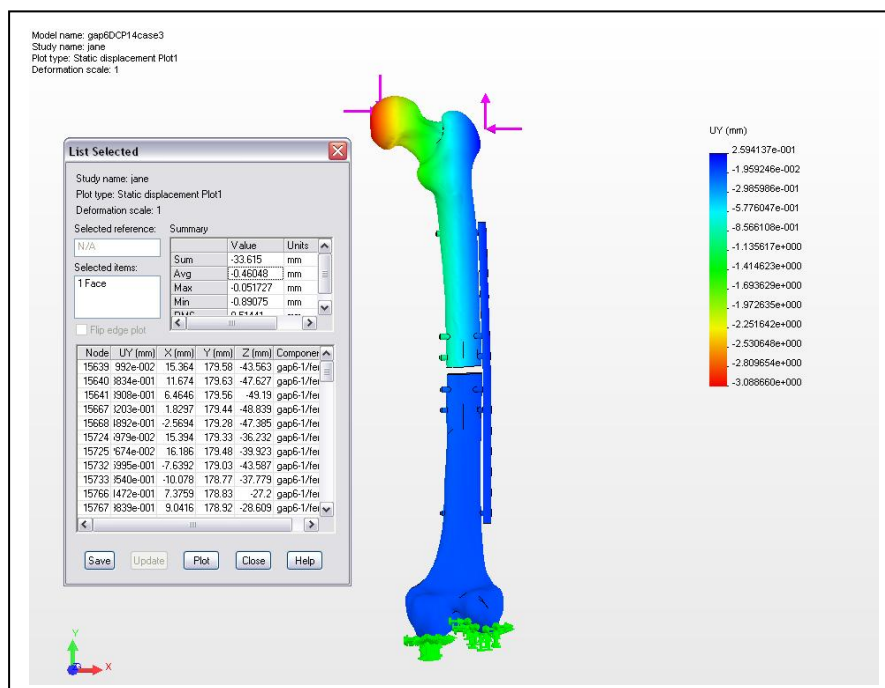 Model name: gap6DCP14case3
Study name: jane
Plot type: Static displacement Plot1
Deformation scale: 1
List Selected
Study name: jane
Plot type: Static displacement Plot1
Deformation scale: 1
Selected reference:
N/A
Selected items:
1 Face
Flip edge plot
Summary
Value Units
Sum -33.615 mm
Avg -0.46048 mm
Max -0.051727 mm
Min -0.89075 mm
Node UY (mm) X (mm) Y (mm) Z (mm) Componer
15639 992e-002 15.364 179.58 -43.563 gap6-1/fer
15640 )834e-001 11.674 179.63 -47.627 gap6-1/fer
15641 )908e-001 6.4646 179.56 -49.19 gap6-1/fer
15667 203e-001 1.8297 179.44 -48.839 gap6-1/fer
15668 892e-001 -2.5694 179.28 -47.385 gap6-1/fer
15724 979e-002 15.394 179.33 -36.232 gap6-1/fer
15725 674e-002 16.186 179.48 -39.923 gap6-1/fer
15732 995e-001 -7.6392 179.03 -43.587 gap6-1/fer
15733 540e-001 -10.078 178.77 -37.779 gap6-1/fer
15766 472e-001 7.3759 178.83 -27.2 gap6-1/fer
15767 839e-001 9.0416 178.92 -28.609 gap6-1/fer
Save Update Plot Close Help
UY (mm)
2.594137e-001
-1.959246e-002
-2.985986e-001
-5.776047e-001
-8.566108e-001
-1.135617e+000
-1.414623e+000
-1.693629e+000
-1.972635e+000
-2.251642e+000
-2.530648e+000
-2.809654e+000
-3.088660e+000
Y
X